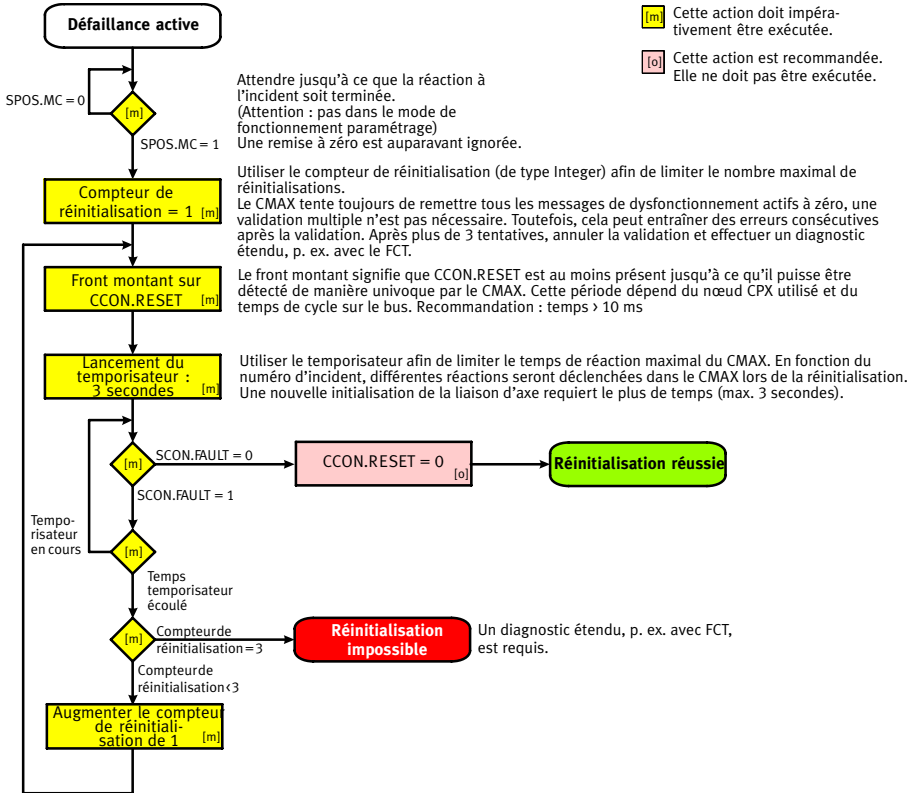 Défaillance active
[m]
Cette action doit impéra-
tivement être exécutée.
[o]
Cette action est recommandée.
Elle ne doit pas être exécutée.
SPOS.MC = 0
[m]
SPOS.MC = 1
Attendre jusqu'à ce que la réaction à
l'incident soit terminée.
(Attention : pas dans le mode de
fonctionnement paramétrage)
Une remise à zéro est auparavant ignorée.
Compteur de
réinitialisation = 1 [m]
Utiliser le compteur de réinitialisation (de type Integer) afin de limiter le nombre maximal de
réinitialisations.
Le CMAX tente toujours de remettre tous les messages de dysfonctionnement actifs à zéro, une
validation multiple n'est pas nécessaire. Toutefois, cela peut entraîner des erreurs consécutives
après la validation. Après plus de 3 tentatives, annuler la validation et effectuer un diagnostic
étendu, p. ex. avec le FCT.
Front montant sur
CCON.RESET [m]
Le front montant signifie que CCON.RESET est au moins présent jusqu'à ce qu'il puisse être
détecté de manière univoque par le CMAX. Cette période dépend du nœud CPX utilisé et du
temps de cycle sur le bus. Recommandation : temps > 10 ms
Lancement du
temporisateur :
3 secondes [m]
Utiliser le temporisateur afin de limiter le temps de réaction maximal du CMAX. En fonction du
numéro d'incident, différentes réactions seront déclenchées dans le CMAX lors de la réinitialisation.
Une nouvelle initialisation de la liaison d'axe requiert le plus de temps (max. 3 secondes).
[m]
SCON.FAULT = 0
CCON.RESET = 0
[o]
Réinitialisation réussie
SCON.FAULT = 1
Tempo-
risateur
en cours
[m]
Temps
temporisateur
écoulé
[m]
Compteur de
réinitialisation = 3
Réinitialisation
impossible
Un diagnostic étendu, p. ex. avec FCT,
est requis.
Compteur de
réinitialisation < 3
Augmenter le compteur
de réinitiali-
sation de 1 [m]